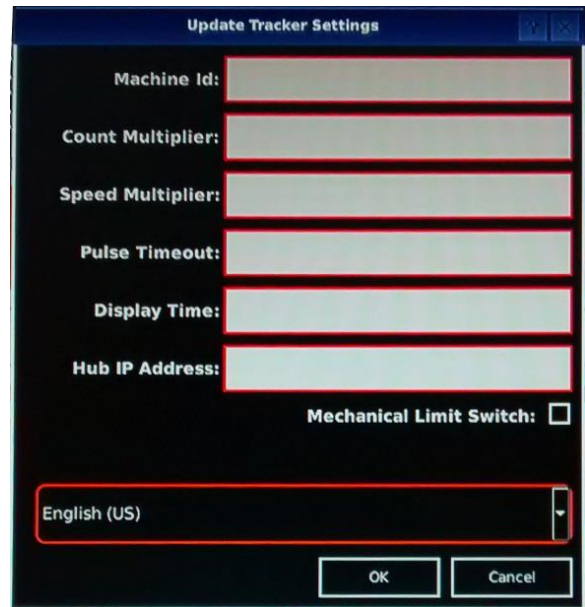 Update Tracker Settings
Machine Id:
Count Multiplier:
Speed Multiplier:
Pulse Timeout:
Display Time:
Hub IP Address:
Mechanical Limit Switch:
English (US)
OK
Cancel